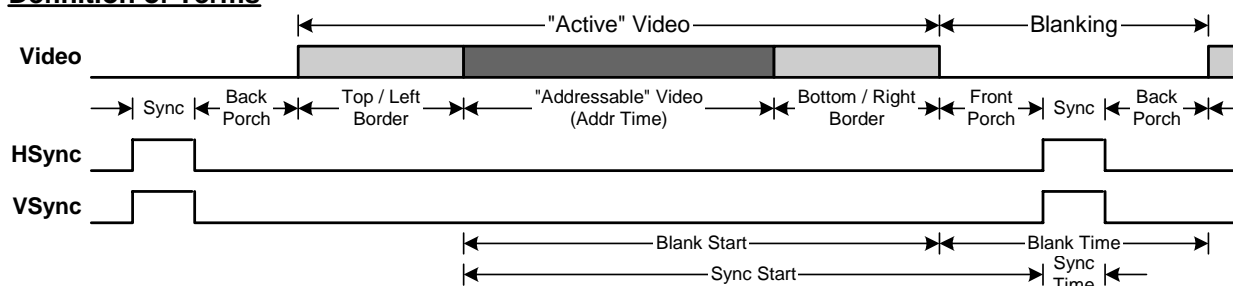 Definition of Terms
"Active" Video Blanking
Video
Sync Back Porch Top / Left Border "Addressable" Video (Addr Time) Bottom / Right Border Front Porch Sync Back Porch
HSync
VSync
Blank Start Blank Time
Sync Start Sync Time